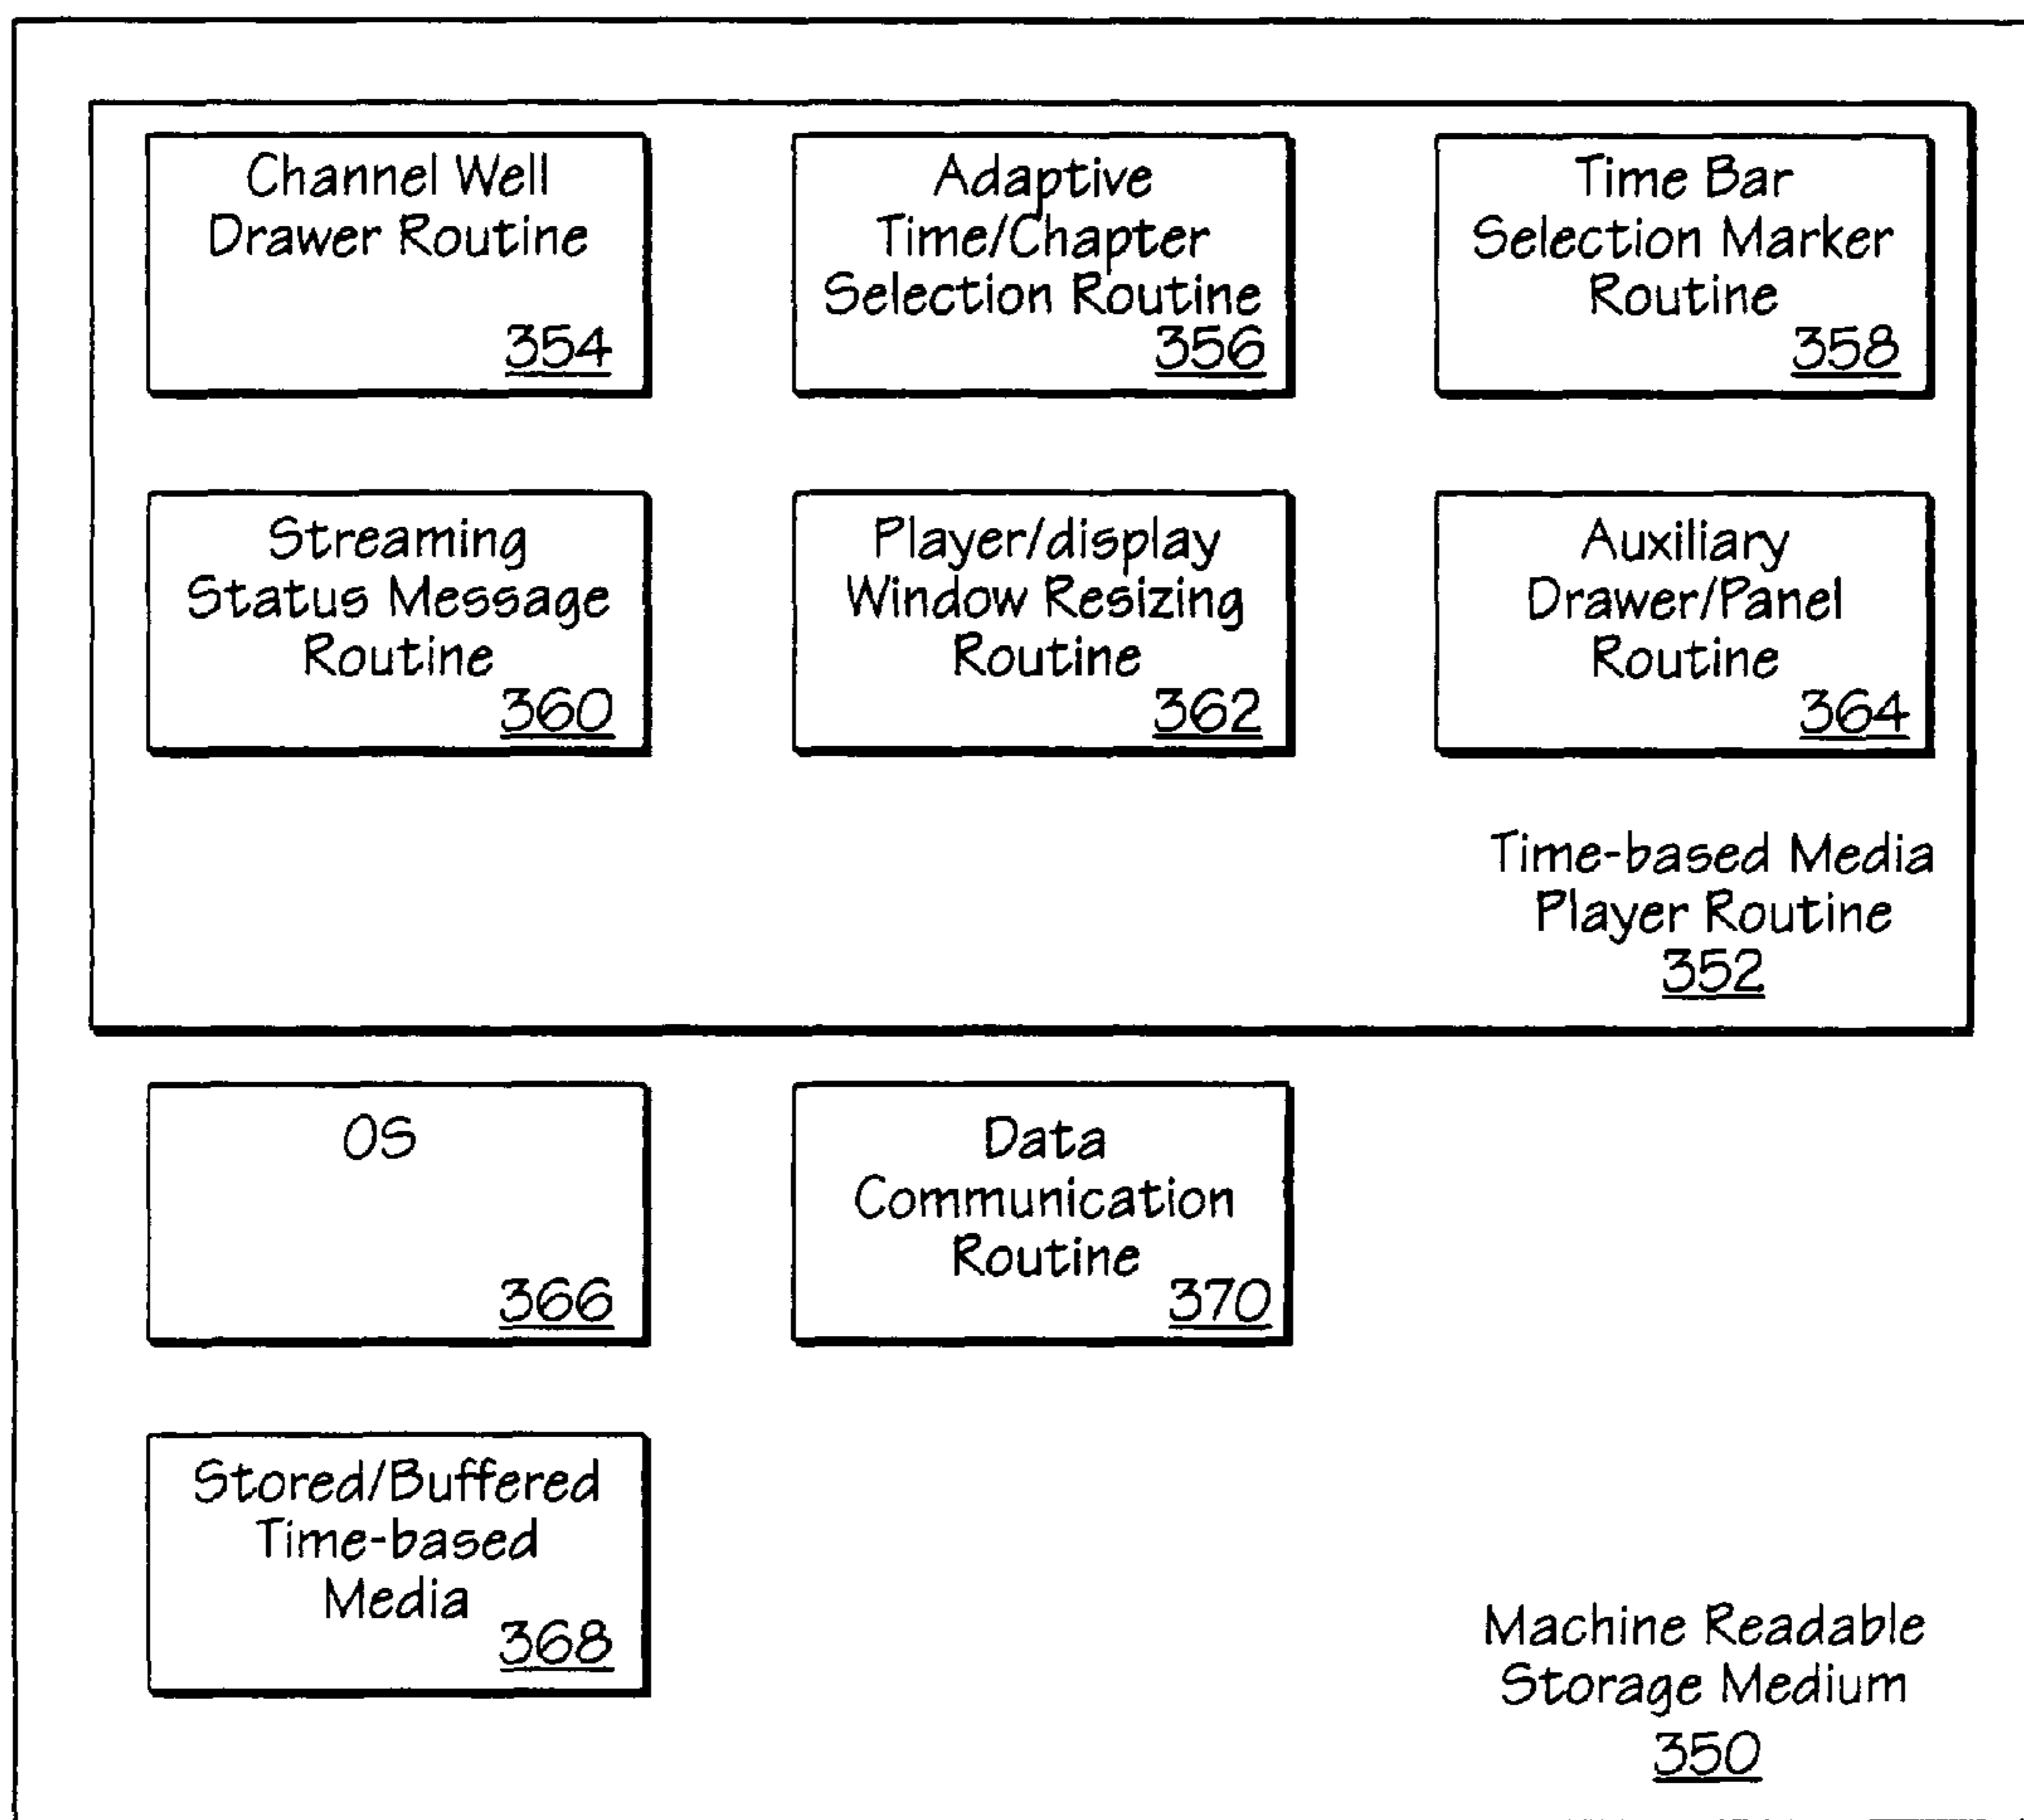 Channel Well
Drawer Routine
354
Adaptive
Time/Chapter
Selection Routine
356
Time Bar
Selection Marker
Routine
358
Streaming
Status Message
Routine
360
Player/display
Window Resizing
Routine
362
Auxiliary
Drawer/Panel
Routine
364
Time-based Media
Player Routine
352
OS
366
Data
Communication
Routine
370
Stored/Buffered
Time-based
Media
368
Machine Readable
Storage Medium
350